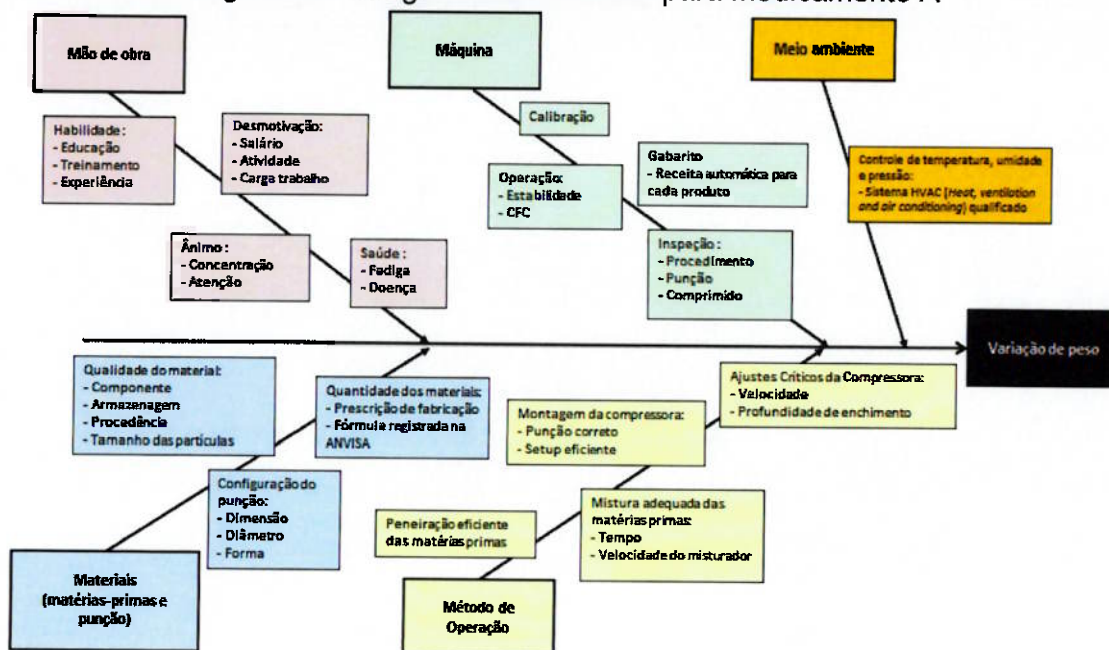 para medicamento A
Mão de obra
Máquina
Meio ambiente
Habilidade:
- Educação
- Treinamento
- Experiência
Desmotivação:
- Salário
- Atividade
- Carga trabalho
Ânimo:
- Concentração
- Atenção
Saúde:
- Fadiga
- Doença
Calibração
Operação:
- Estabilidade
- CFC
Gabarito
- Receita automática para
cada produto
Inspeção:
- Procedimento
- Punção
- Comprimido
Controle de temperatura, umidade
e pressão:
- Sistema HVAC (Heat, ventilation
and air conditioning) qualificado
Variação de peso
Qualidade do material:
- Componente
- Armazenagem
- Procedência
- Tamanho das partículas
Quantidade dos materiais:
- Prescrição de fabricação
- Fórmula registrada na
ANVISA
Configuração do
punção:
- Dimensão
- Diâmetro
- Forma
Materiais
(matérias-primas e
punção)
Ajustes Críticos da Compressora:
- Velocidade
- Profundidade de enchimento
Montagem da compressora:
- Punção correto
- Setup eficiente
Mistura adequada das
matérias primas:
- Tempo
- Velocidade do misturador
Peneiração eficiente
das matérias primas
Método de
Operação